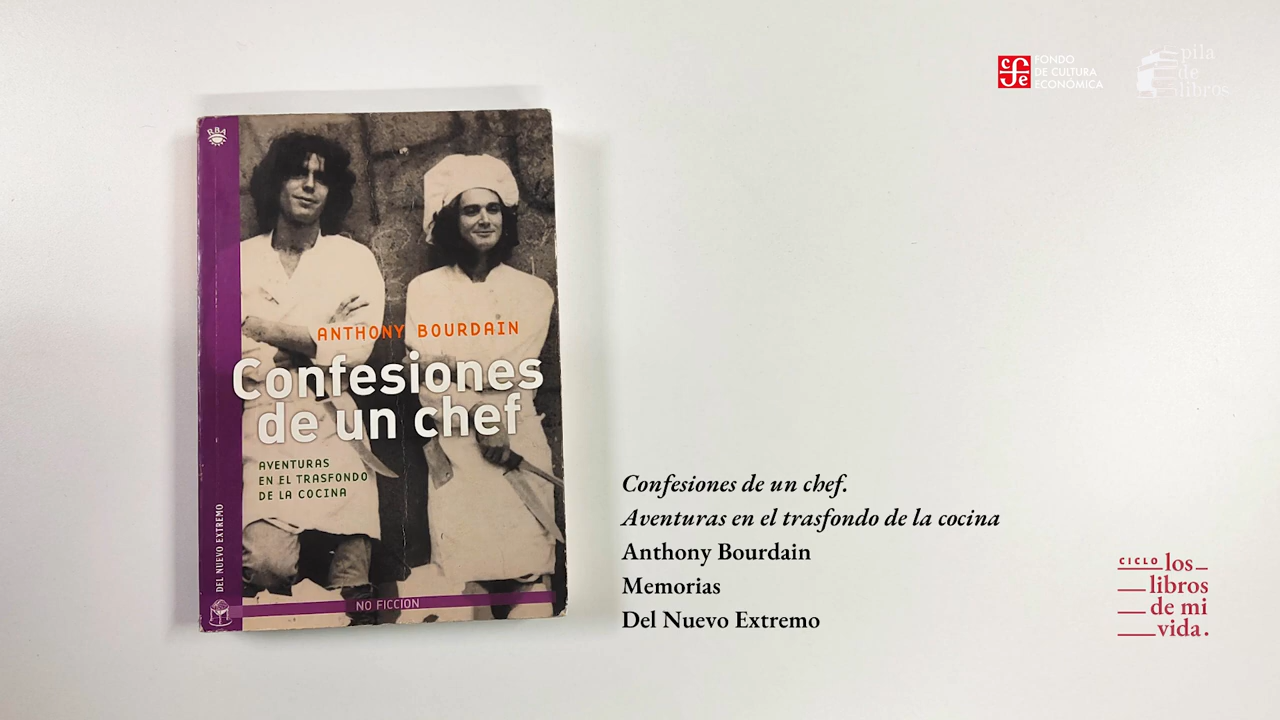 RBA
ANTHONY BOURDAIN
Confesiones
de un chef
AVENTURAS
EN EL TRASFONDO
DE LA COCINA
DEL NUEVO EXTREMO
NO FICCION
FONDO
DE CULTURA
ECONÓMICA
pila
de
libros
Confesiones de un chef.
Aventuras en el trasfondo de la cocina
Anthony Bourdain
Memorias
Del Nuevo Extremo
CICLO los
libros
de mi
vida.